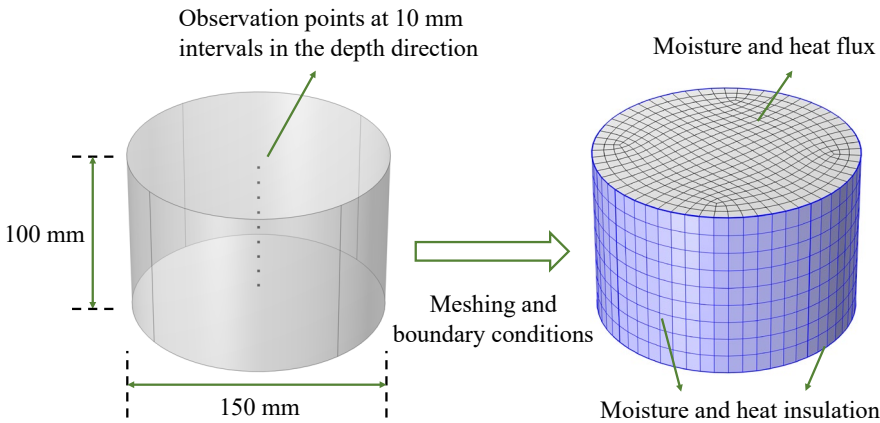 Observation points at 10 mm
intervals in the depth direction
Moisture and heat flux
100 mm
Meshing and
boundary conditions
150 mm
Moisture and heat insulation